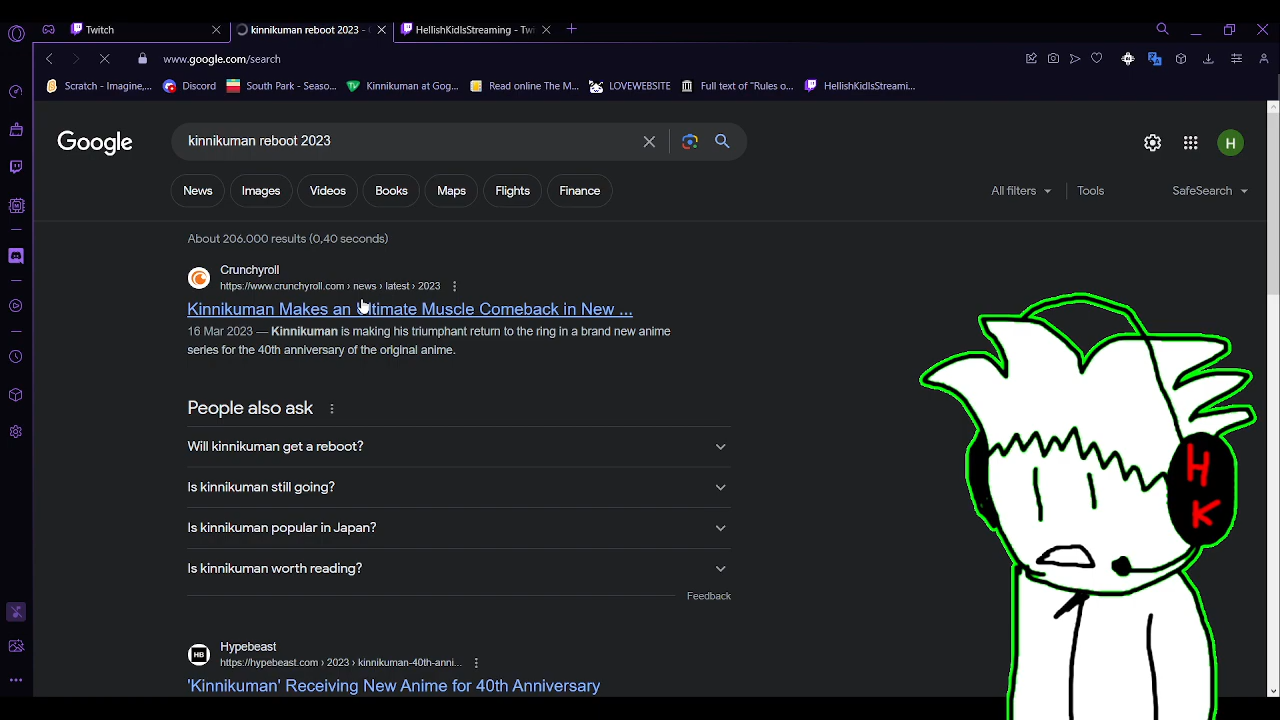 Twitch
kinnikuman reboot 2023 -
HellishKidIsStreaming - Twi
www.google.com/search
Scratch - Imagine,...
Discord
South Park - Seaso...
Kinnikuman at Gog...
Read online The M...
LOVEWEBSITE
Full text of "Rules o...
HellishKidIsStreami...
Google
kinnikuman reboot 2023
H
News
Images
Videos
Books
Maps
Flights
Finance
All filters
Tools
SafeSearch
About 206.000 results (0,40 seconds)
Crunchyroll
https://www.crunchyroll.com › news › latest › 2023
Kinnikuman Makes an Ultimate Muscle Comeback in New ...
16 Mar 2023 — Kinnikuman is making his triumphant return to the ring in a brand new anime
series for the 40th anniversary of the original anime.
People also ask
Will kinnikuman get a reboot?
Is kinnikuman still going?
Is kinnikuman popular in Japan?
Is kinnikuman worth reading?
Feedback
HB
Hypebeast
https://hypebeast.com › 2023 › kinnikuman-40th-anni...
'Kinnikuman' Receiving New Anime for 40th Anniversary
H
K